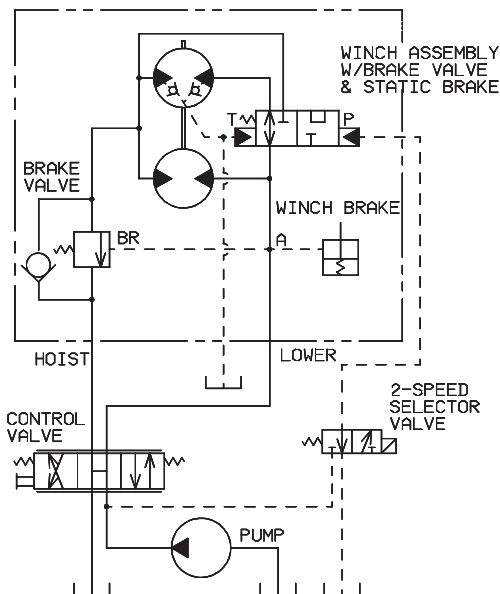 WINCH ASSEMBLY
W/BRAKE VALVE
& STATIC BRAKE
T
P
BRAKE
VALVE
WINCH BRAKE
BR
A
HOIST
LOWER
2-SPEED
SELECTOR
VALVE
CONTROL
VALVE
PUMP